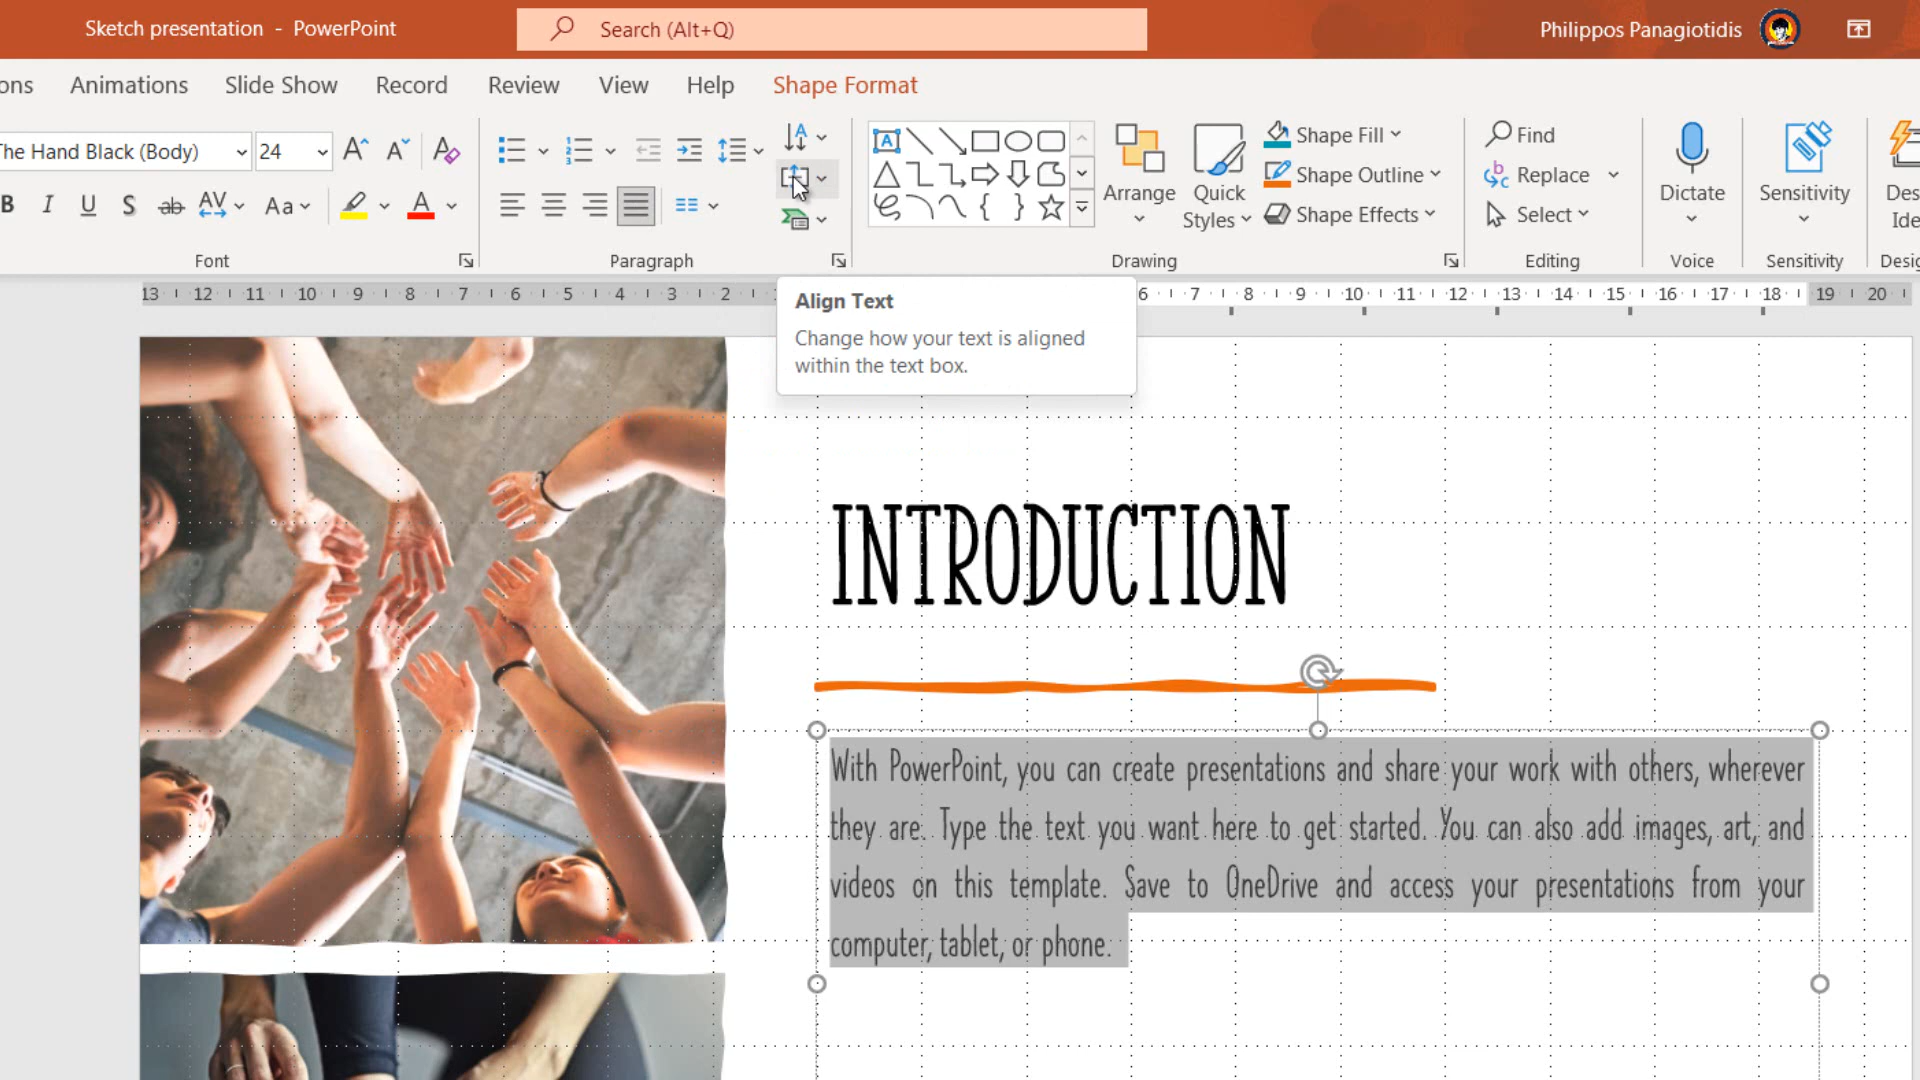 Sketch presentation - PowerPoint
Search (Alt+Q)
Philippos Panagiotidis
ons Animations Slide Show Record Review View Help Shape Format
The Hand Black (Body) 24
B I U S ab AV Aa A
Font
Paragraph
Arrange
Quick
Styles
Shape Fill
Shape Outline
Shape Effects
Drawing
Find
Replace
Select
Editing
Dictate
Voice
Sensitivity
Sensitivity
Des
Ide
Desig
13 12 11 10 9 8 7 6 5 4 3 2 6 7 8 9 10 11 12 13 14 15 16 17 18 19 20
Align Text
Change how your text is aligned
within the text box.
INTRODUCTION
With PowerPoint, you can create presentations and share your work with others, wherever
they are. Type the text you want here to get started. You can also add images, art, and
videos on this template. Save to OneDrive and access your presentations from your
computer, tablet, or phone.